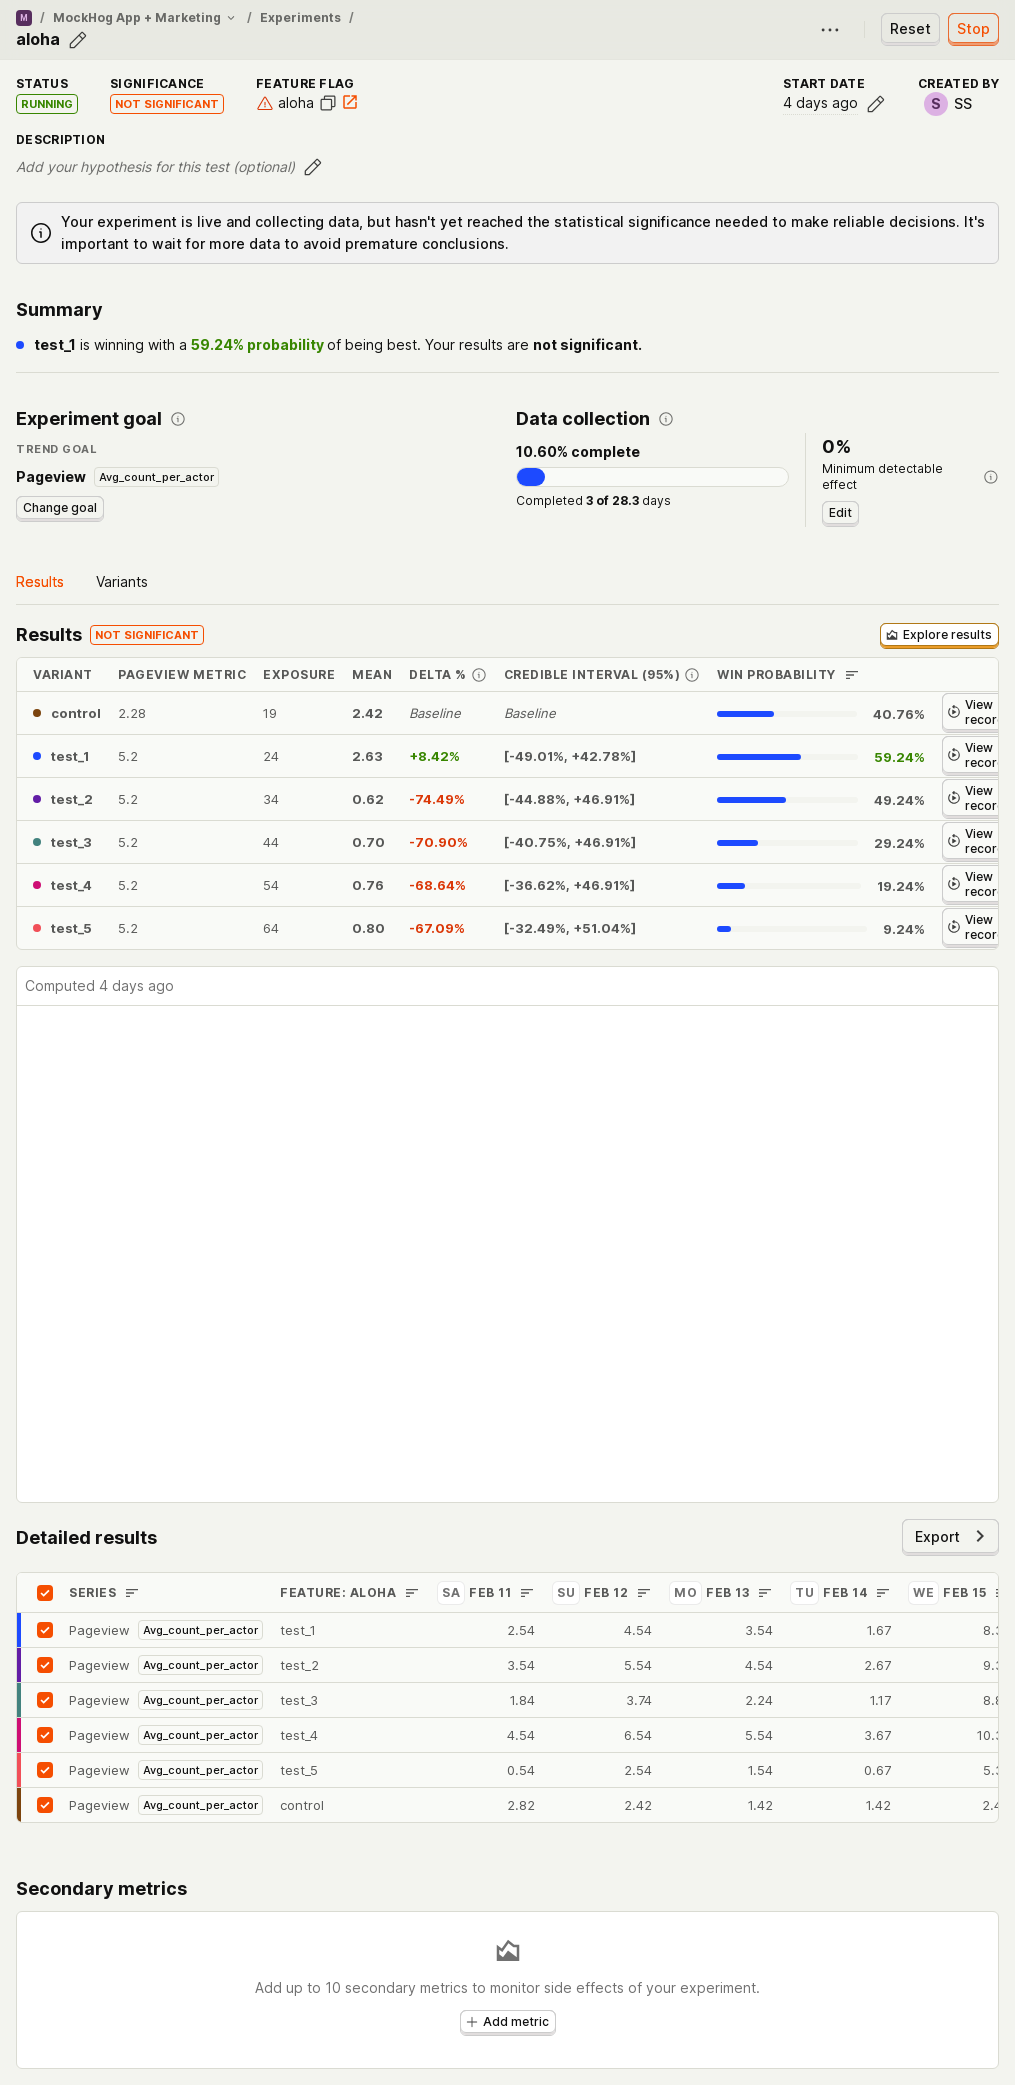 M / MockHog App + Marketing / Experiments /
aloha
Reset
Stop
STATUS
RUNNING
SIGNIFICANCE
NOT SIGNIFICANT
FEATURE FLAG
aloha
START DATE
4 days ago
CREATED BY
S SS
DESCRIPTION
Add your hypothesis for this test (optional)
Your experiment is live and collecting data, but hasn't yet reached the statistical significance needed to make reliable decisions. It's
important to wait for more data to avoid premature conclusions.
Summary
test_1 is winning with a 59.24% probability of being best. Your results are not significant.
Experiment goal
TREND GOAL
Pageview Avg_count_per_actor
Change goal
Data collection
10.60% complete
Completed 3 of 28.3 days
0%
Minimum detectable
effect
Edit
Results Variants
Results NOT SIGNIFICANT
Explore results
VARIANT PAGEVIEW METRIC EXPOSURE MEAN DELTA % CREDIBLE INTERVAL (95%) WIN PROBABILITY
control 2.28 19 2.42 Baseline Baseline 40.76% View
recor
test_1 5.2 24 2.63 +8.42% [-49.01%, +42.78%] 59.24% View
recor
test_2 5.2 34 0.62 -74.49% [-44.88%, +46.91%] 49.24% View
recor
test_3 5.2 44 0.70 -70.90% [-40.75%, +46.91%] 29.24% View
recor
test_4 5.2 54 0.76 -68.64% [-36.62%, +46.91%] 19.24% View
recor
test_5 5.2 64 0.80 -67.09% [-32.49%, +51.04%] 9.24% View
recor
Computed 4 days ago
Detailed results
Export
SERIES FEATURE: ALOHA SA FEB 11 SU FEB 12 MO FEB 13 TU FEB 14 WE FEB 15
Pageview Avg_count_per_actor test_1 2.54 4.54 3.54 1.67 8.3
Pageview Avg_count_per_actor test_2 3.54 5.54 4.54 2.67 9.3
Pageview Avg_count_per_actor test_3 1.84 3.74 2.24 1.17 8.8
Pageview Avg_count_per_actor test_4 4.54 6.54 5.54 3.67 10.3
Pageview Avg_count_per_actor test_5 0.54 2.54 1.54 0.67 5.3
Pageview Avg_count_per_actor control 2.82 2.42 1.42 1.42 2.4
Secondary metrics
Add up to 10 secondary metrics to monitor side effects of your experiment.
Add metric